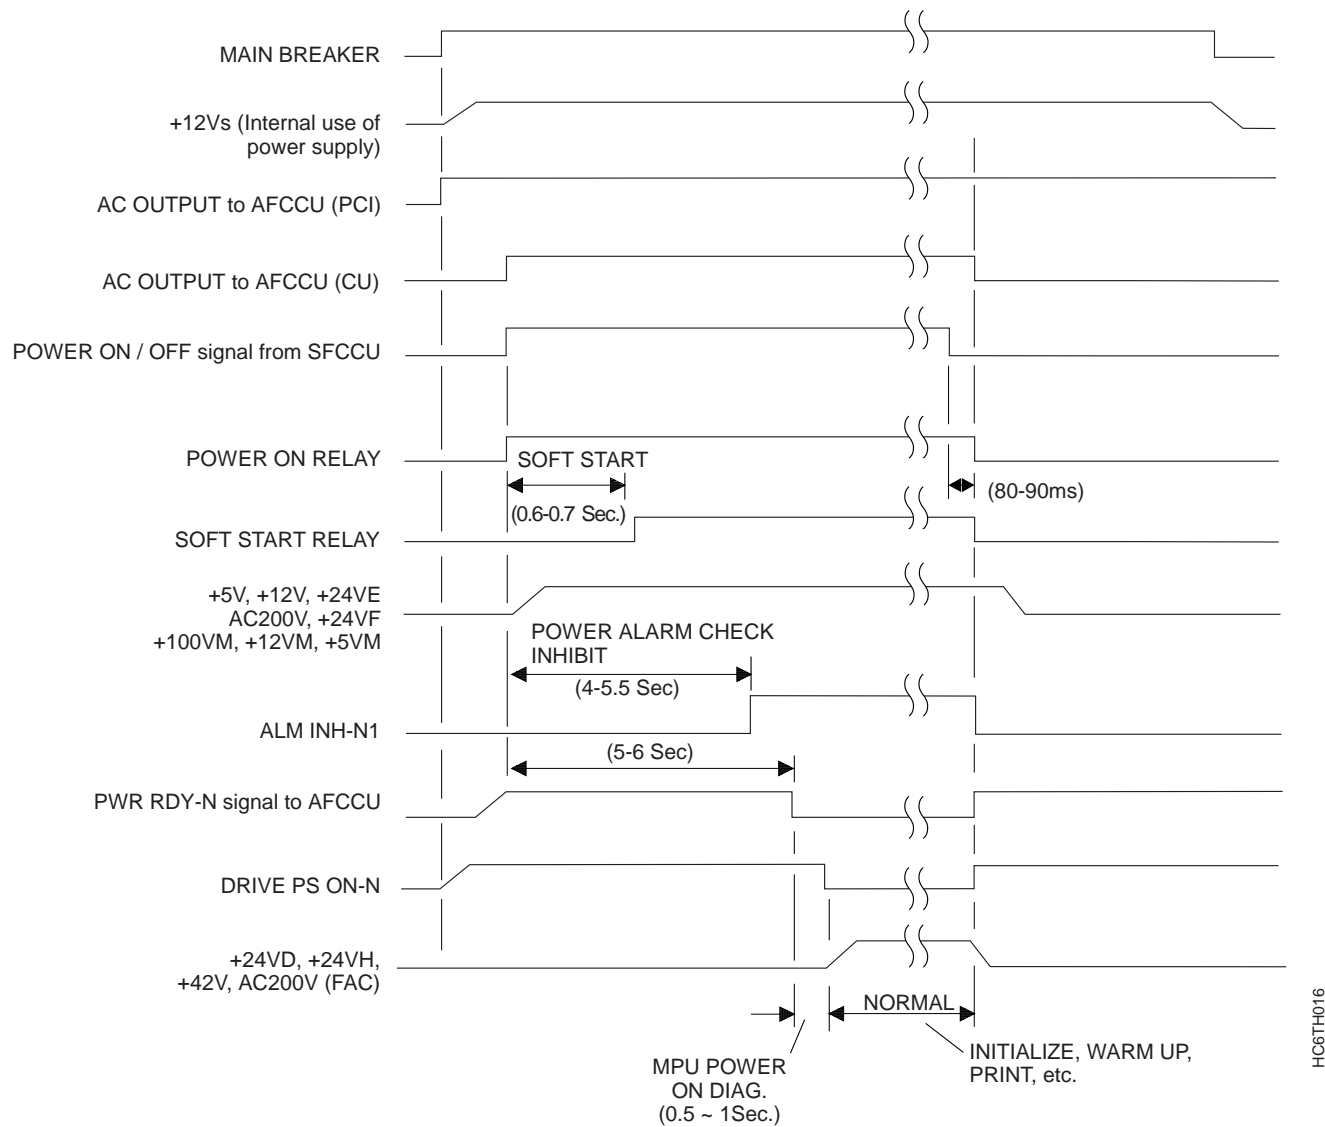 MAIN BREAKER
+12Vs (Internal use of
power supply)
AC OUTPUT to AFCCU (PCI)
AC OUTPUT to AFCCU (CU)
POWER ON / OFF signal from SFCCU
POWER ON RELAY
SOFT START
(0.6-0.7 Sec.)
(80-90ms)
SOFT START RELAY
+5V, +12V, +24VE
AC200V, +24VF
+100VM, +12VM, +5VM
POWER ALARM CHECK
INHIBIT
(4-5.5 Sec)
ALM INH-N1
(5-6 Sec)
PWR RDY-N signal to AFCCU
DRIVE PS ON-N
+24VD, +24VH,
+42V, AC200V (FAC)
NORMAL
MPU POWER
ON DIAG.
(0.5 ~ 1Sec.)
INITIALIZE, WARM UP,
PRINT, etc.
HC6TH016